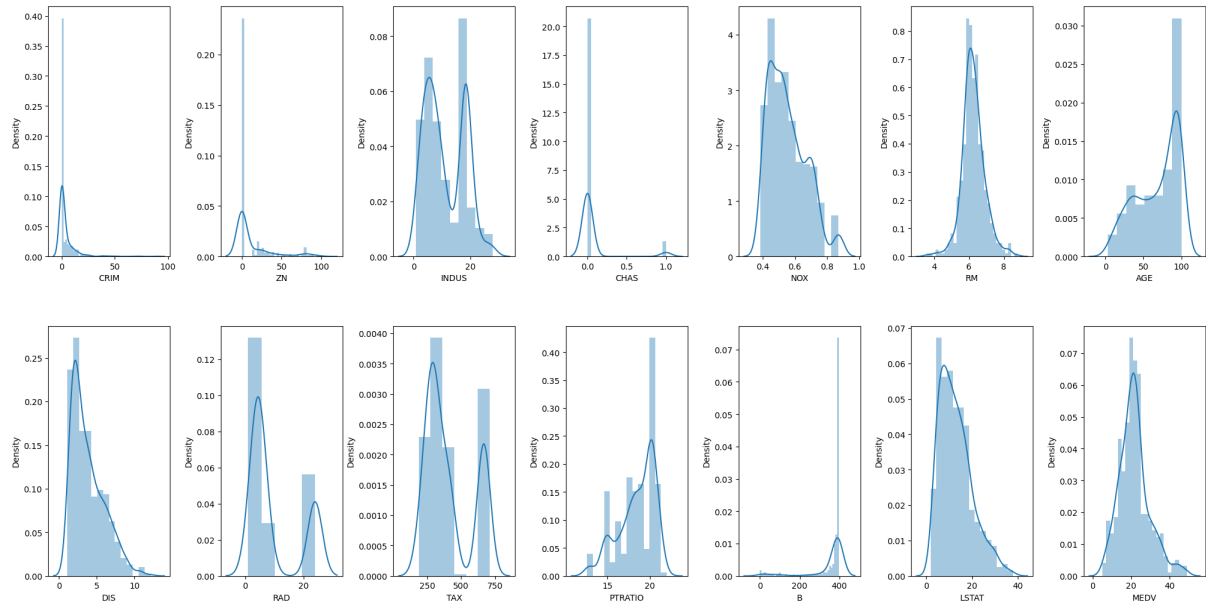 Density
0.40
0.35
0.30
0.25
0.20
0.15
0.10
0.05
0.00
0 50 100
CRIM
Density
0.20
0.15
0.10
0.05
0.00
0 50 100
ZN
Density
0.08
0.06
0.04
0.02
0.00
0 10 20
INDUS
Density
20.0
17.5
15.0
12.5
10.0
7.5
5.0
2.5
0.0
0.0 0.5 1.0
CHAS
Density
4
3
2
1
0
0.4 0.6 0.8 1.0
NOX
Density
0.8
0.7
0.6
0.5
0.4
0.3
0.2
0.1
0.0
4 6 8
RM
Density
0.030
0.025
0.020
0.015
0.010
0.005
0.000
0 50 100
AGE
Density
0.25
0.20
0.15
0.10
0.05
0.00
0 5 10
DIS
Density
0.12
0.10
0.08
0.06
0.04
0.02
0.00
0 20
RAD
Density
0.0040
0.0035
0.0030
0.0025
0.0020
0.0015
0.0010
0.0005
0.0000
250 500 750
TAX
Density
0.40
0.35
0.30
0.25
0.20
0.15
0.10
0.05
0.00
15 20
PTRATIO
Density
0.07
0.06
0.05
0.04
0.03
0.02
0.01
0.00
0 200 400
B
Density
0.07
0.06
0.05
0.04
0.03
0.02
0.01
0.00
0 20 40
LSTAT
Density
0.07
0.06
0.05
0.04
0.03
0.02
0.01
0.00
0 20 40
MEDV